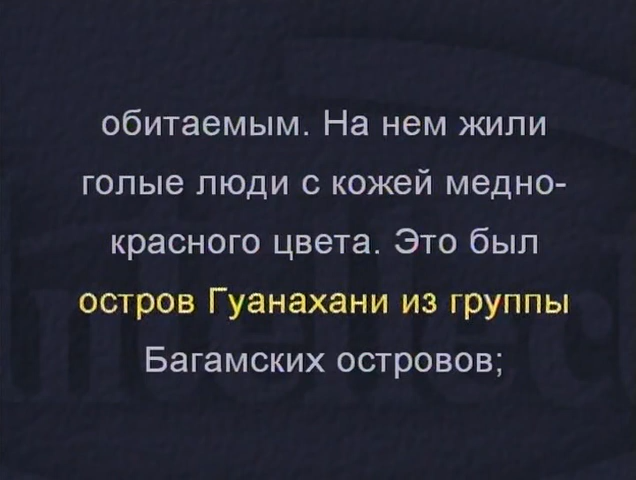 обитаемым. На нем жили
голые люди с кожей медно-
красного цвета. Это был
остров Гуанахани из группы
Багамских островов;